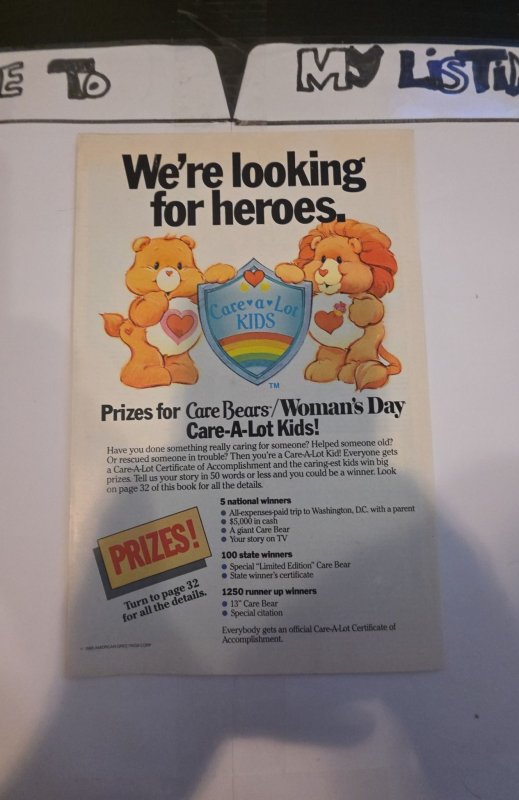 E TO
MY LISTIN
We're looking
for heroes.
Care♥a♥Lot
KIDS
TM
Prizes for Care Bears™/Woman's Day
Care-A-Lot Kids!
Have you done something really caring for someone? Helped someone old?
Or rescued someone in trouble? Then you're a Care-A-Lot Kid! Everyone gets
a Care-A-Lot Certificate of Accomplishment and the caring-est kids win big
prizes. Tell us your story in 50 words or less and you could be a winner. Look
on page 32 of this book for all the details.
PRIZES!
Turn to page 32
for all the details.
5 national winners
● All-expenses-paid trip to Washington, D.C. with a parent
● $5,000 in cash
● A giant Care Bear
● Your story on TV
100 state winners
● Special "Limited Edition" Care Bear
● State winner's certificate
1250 runner up winners
● 13" Care Bear
● Special citation
Everybody gets an official Care-A-Lot Certificate of
Accomplishment.
AMERICAN GREETINGS CORP